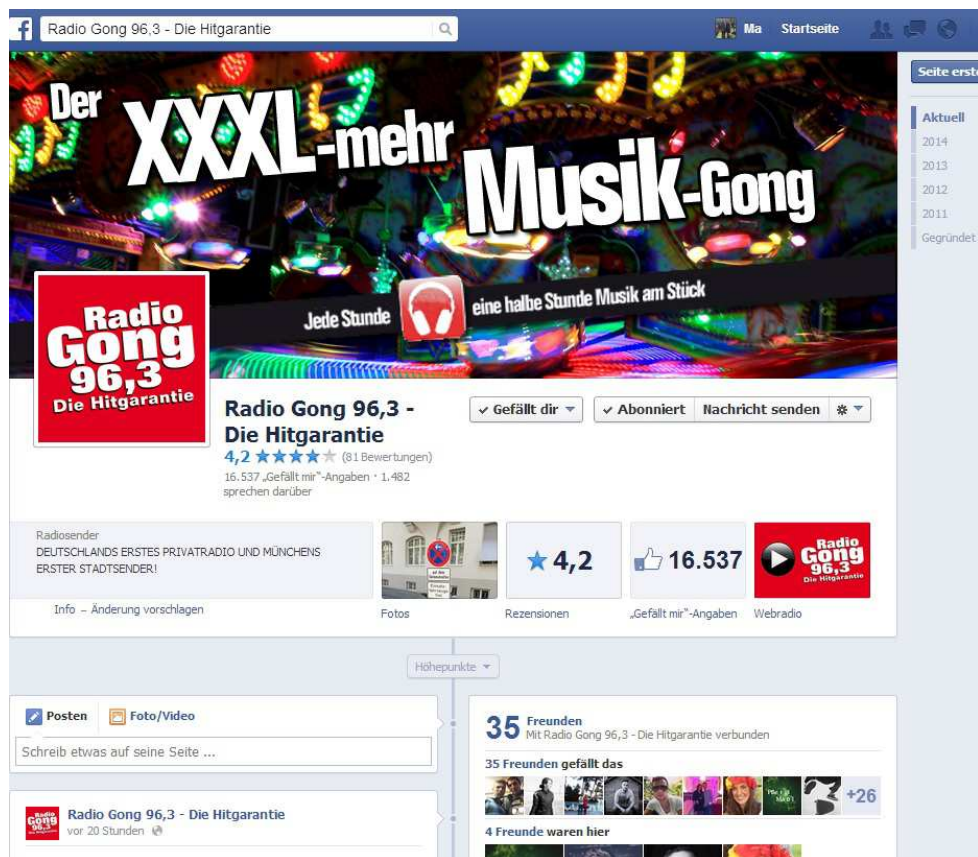 Radio Gong 96,3 - Die Hitgarantie
Ma Startseite
Seite erste
Aktuell
2014
2013
2012
2011
Gegründet
Der
XXXL-mehr
Musik-Gong
Jede Stunde
eine halbe Stunde Musik am Stück
Radio
Gong
96,3
Die Hitgarantie
Radio Gong 96,3 -
Die Hitgarantie
4,2 (81 Bewertungen)
16.537 „Gefällt mir“-Angaben · 1.482
sprechen darüber
Gefällt dir
Abonniert Nachricht senden
Radiosender
DEUTSCHLANDS ERSTES PRIVATRADIO UND MÜNCHENS
ERSTER STADTSENDER!
Info – Änderung vorschlagen
Fotos
4,2
Rezensionen
16.537
„Gefällt mir“-Angaben
Radio
Gong
96,3
Die Hitgarantie
Webradio
Höhepunkte
Posten Foto/Video
Schreib etwas auf seine Seite ...
Radio
Gong
96,3
Radio Gong 96,3 - Die Hitgarantie
vor 20 Stunden
35 Freunden
Mit Radio Gong 96,3 - Die Hitgarantie verbunden
35 Freunden gefällt das
+26
4 Freunde waren hier